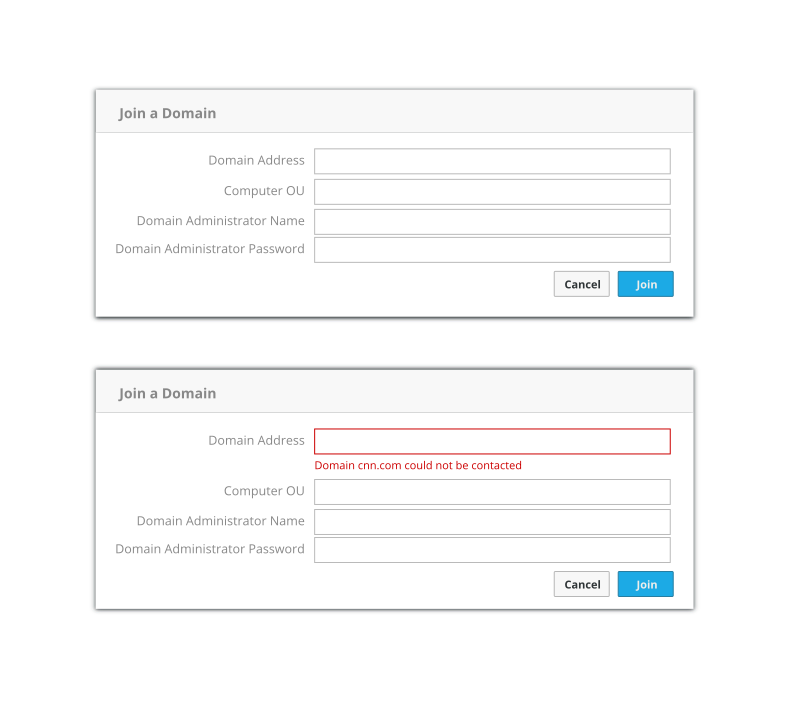 Join a Domain
Domain Address
Computer OU
Domain Administrator Name
Domain Administrator Password
Cancel Join
Join a Domain
Domain Address
Domain cnn.com could not be contacted
Computer OU
Domain Administrator Name
Domain Administrator Password
Cancel Join